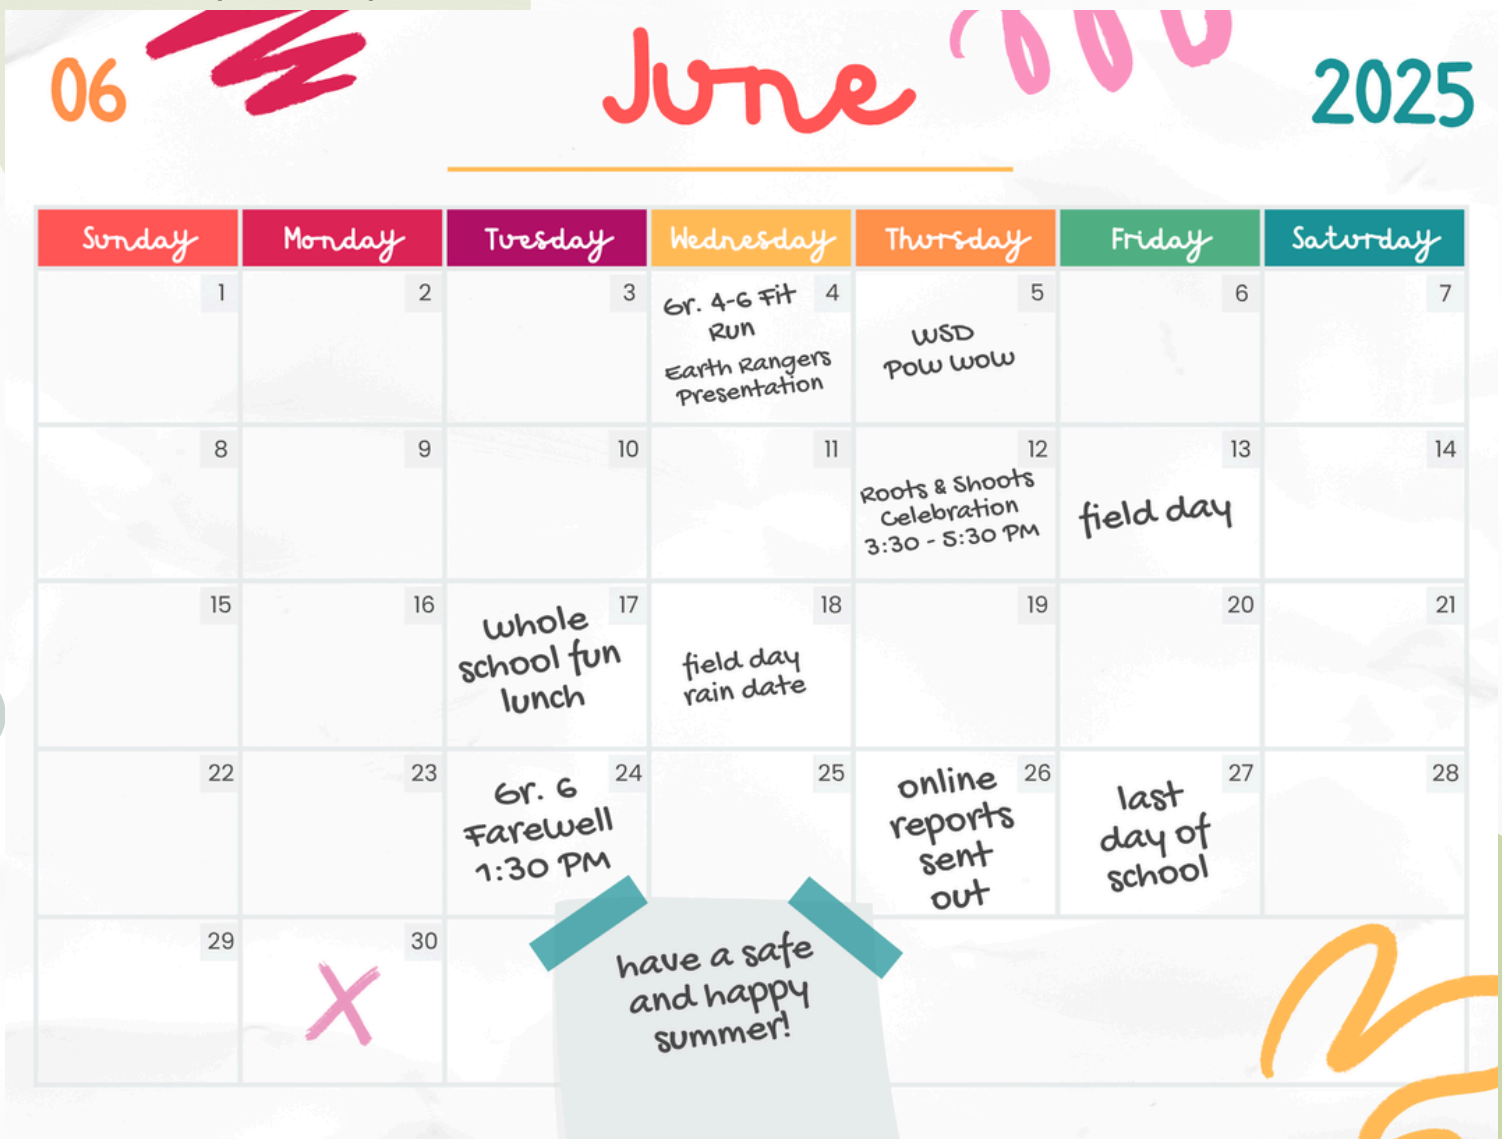 06
June
2025
Sunday Monday Tuesday Wednesday Thursday Friday Saturday
1
2
3
4
Gr. 4-6 Fit
Run
Earth Rangers
Presentation
5
WSD
Pow Wow
6
7
8
9
10
11
12
Roots & Shoots
Celebration
3:30 - 5:30 PM
13
field day
14
15
16
17
whole
school fun
lunch
18
field day
rain date
19
20
21
22
23
24
Gr. 6
Farewell
1:30 PM
25
26
online
reports
sent
out
27
last
day of
school
28
29
30
X
have a safe
and happy
summer!